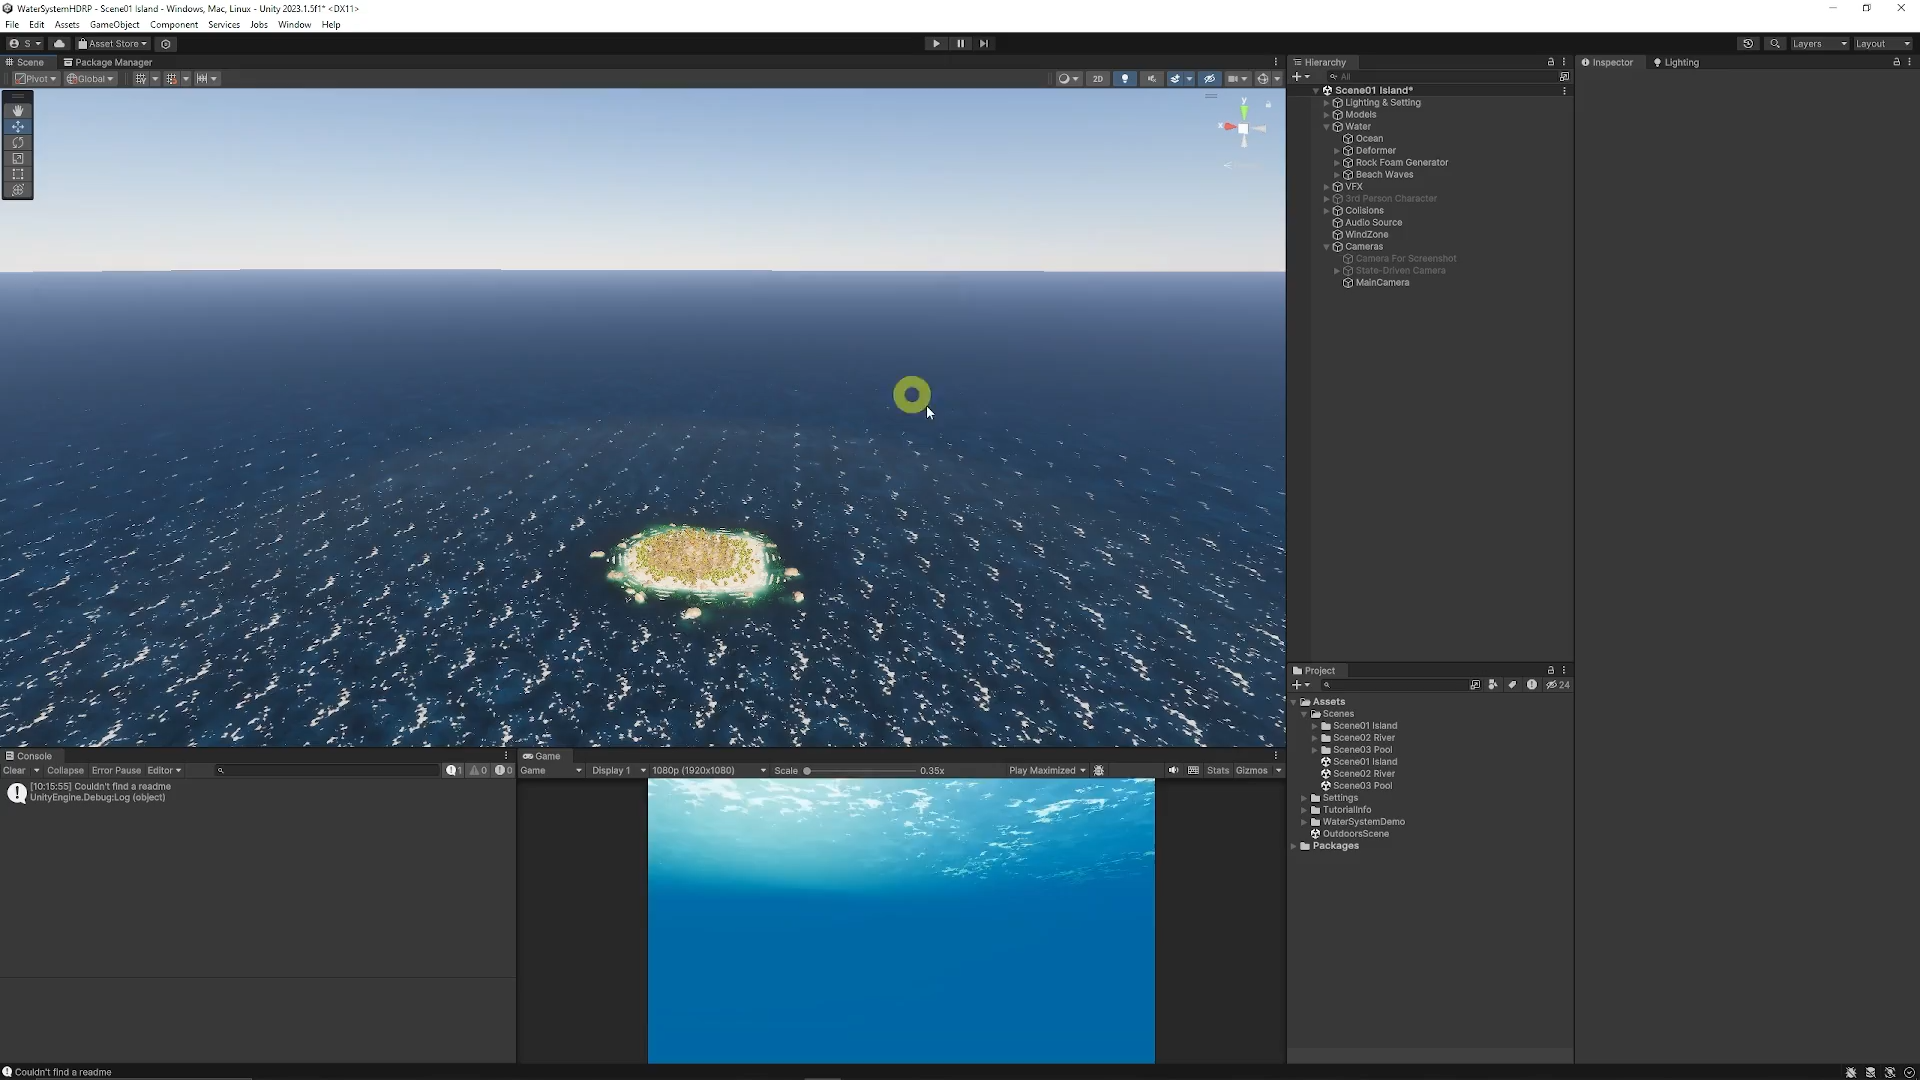 WaterSystemHDRP - Scene01 Island - Windows, Mac, Linux - Unity 2023.1.5f1* <DX11>
File Edit Assets GameObject Component Services Jobs Window Help
S Asset Store Layers Layout
Scene Package Manager
Pivot Global 2D
y
x
Hierarchy
All
Scene01 Island*
Lighting & Setting
Models
Water
Ocean
Deformer
Rock Foam Generator
Beach Waves
VFX
3rd Person Character
Colisions
Audio Source
WindZone
Cameras
Camera For Screenshot
State-Driven Camera
MainCamera
Inspector Lighting
Project
24
Assets
Scenes
Scene01 Island
Scene02 River
Scene03 Pool
Scene01 Island
Scene02 River
Scene03 Pool
Settings
TutorialInfo
WaterSystemDemo
OutdoorsScene
Packages
Console
Clear Collapse Error Pause Editor 1 0 0
[10:15:55] Couldn't find a readme
UnityEngine.Debug:Log (object)
Game
Game Display 1 1080p (1920x1080) Scale 0.35x Play Maximized Stats Gizmos
Couldn't find a readme